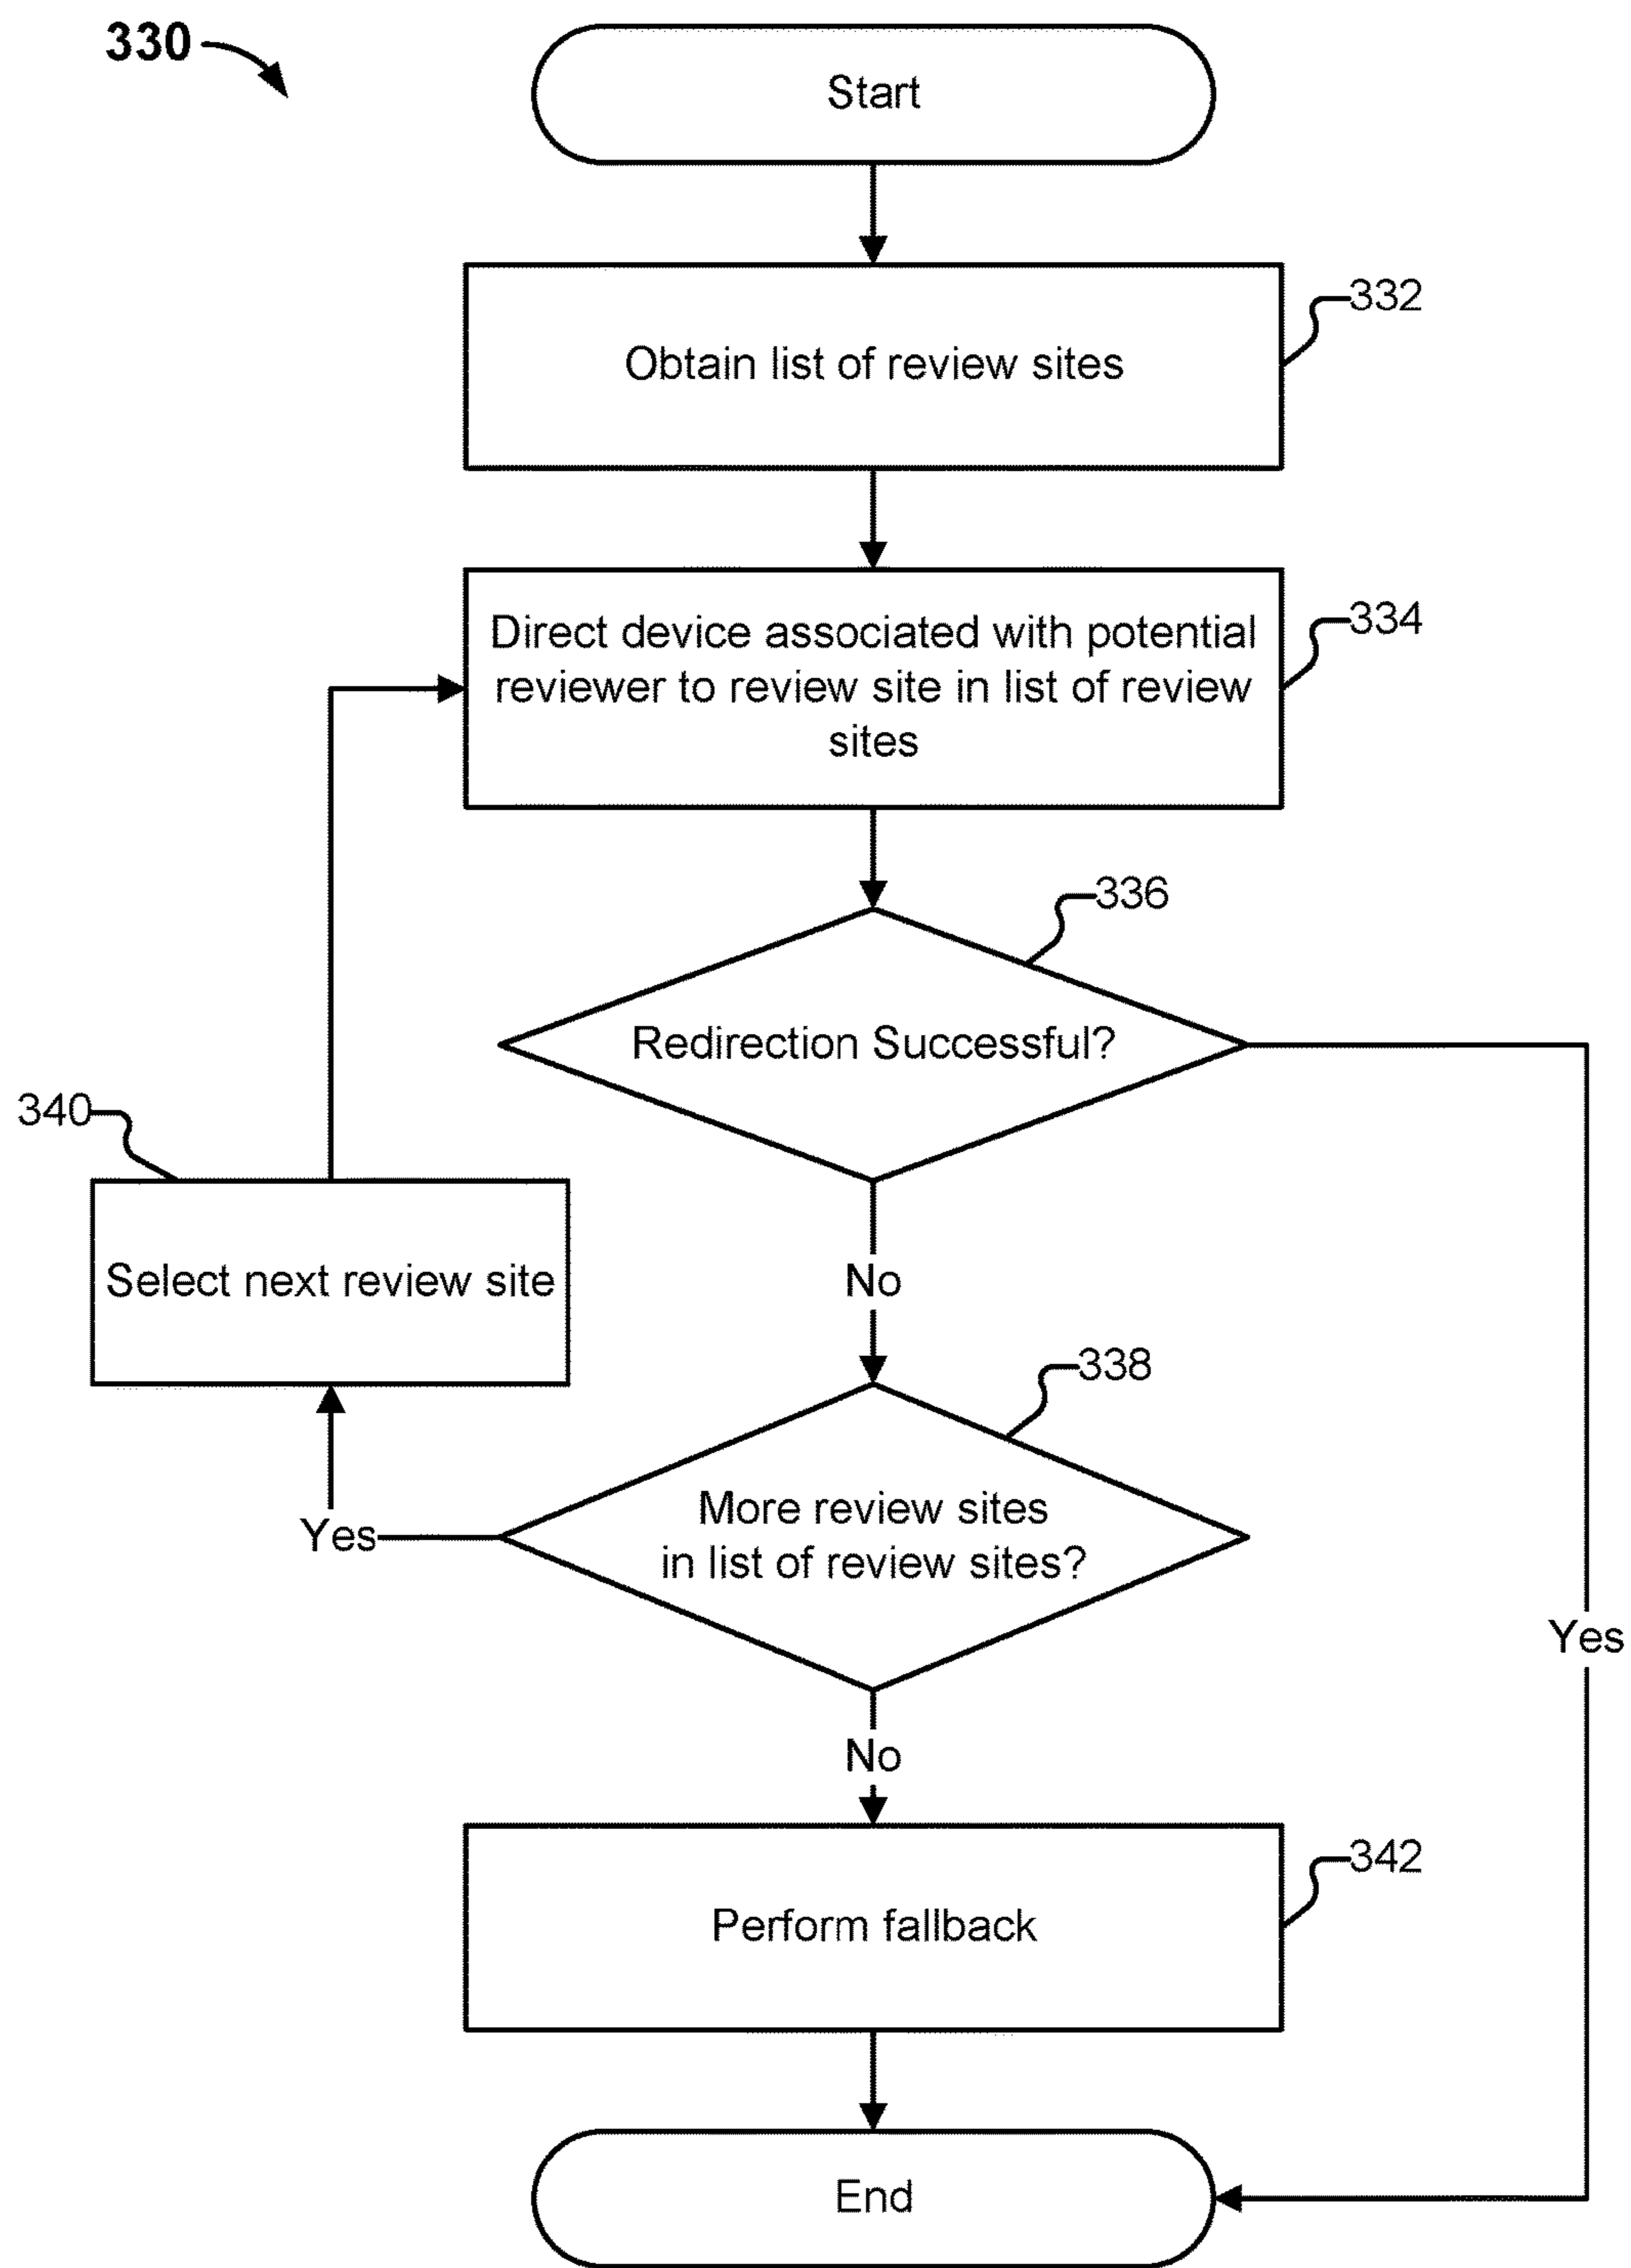 330
Start
332
Obtain list of review sites
334
Direct device associated with potential
reviewer to review site in list of review
sites
336
Redirection Successful?
340
Select next review site
No
338
More review sites
in list of review sites?
Yes
Yes
No
342
Perform fallback
End